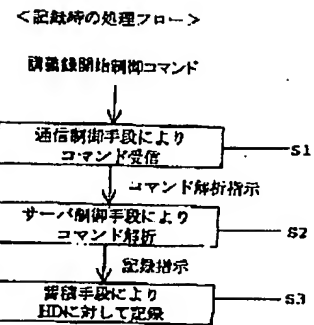 <記録時の処理フロー>
講義録開始制御コマンド
通信制御手段により
コマンド受信
S1
コマンド解析指示
サーバ制御手段により
コマンド解析
S2
記録指示
蓄積手段により
HDに対して記録
S3